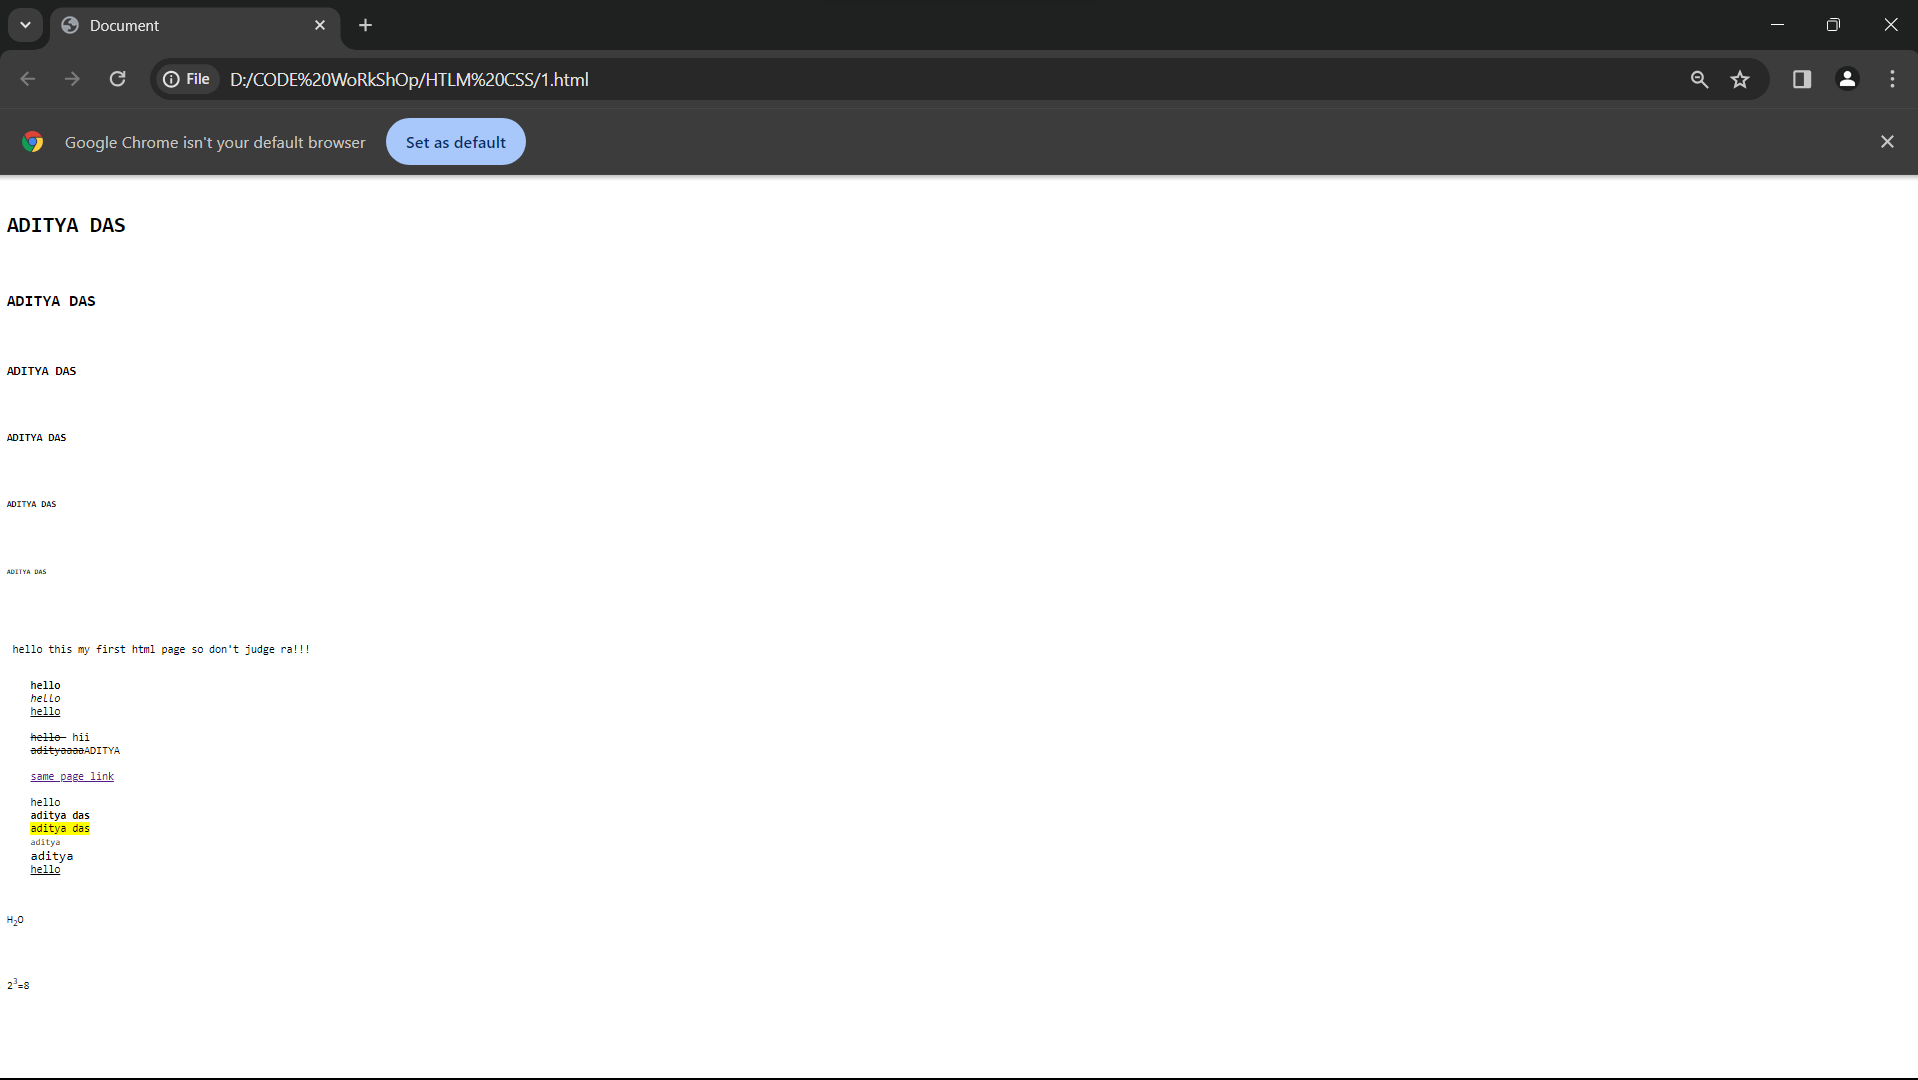 Document
File D:/CODE%20WoRkShOp/HTLM%20CSS/1.html
Google Chrome isn't your default browser Set as default
ADITYA DAS
ADITYA DAS
ADITYA DAS
ADITYA DAS
ADITYA DAS
ADITYA DAS
hello this my first html page so don't judge ra!!!
hello
hello
hello
hello hii
adityaaaaADITYA
same page link
hello
aditya das
aditya das
aditya
aditya
hello
H₂O
2³=8